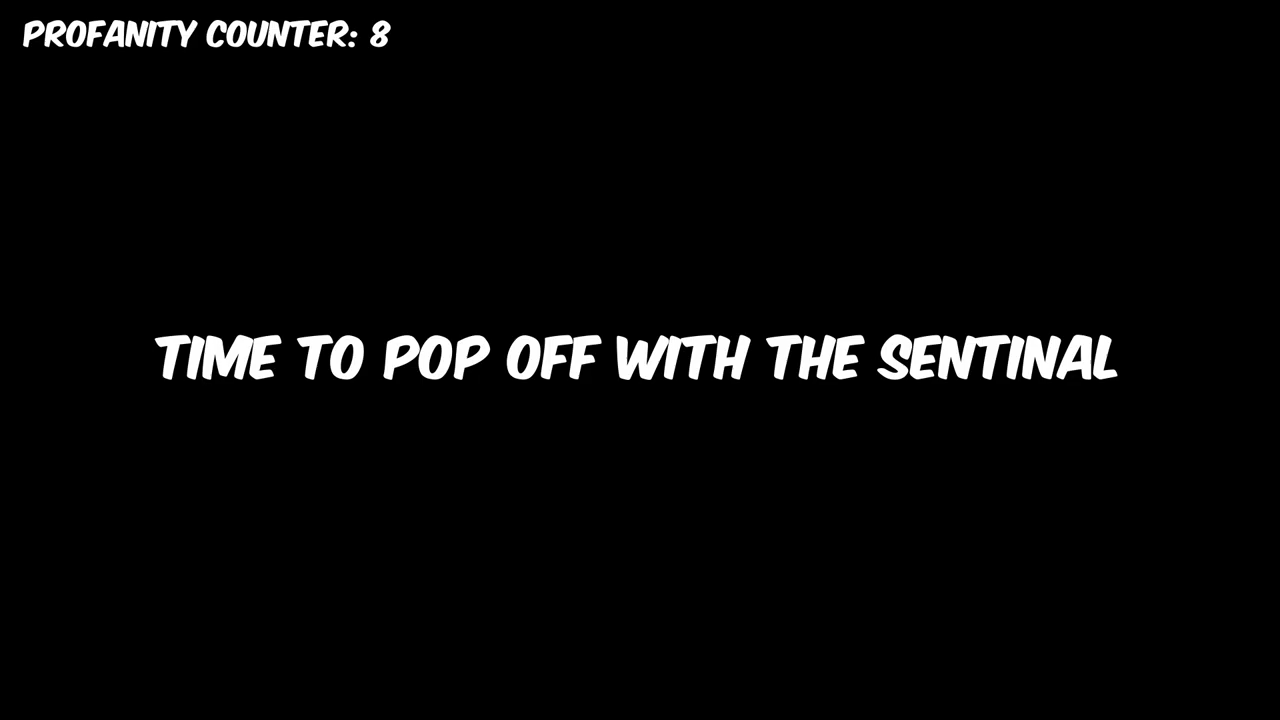 PROFANITY COUNTER: 8
TIME TO POP OFF WITH THE SENTINAL